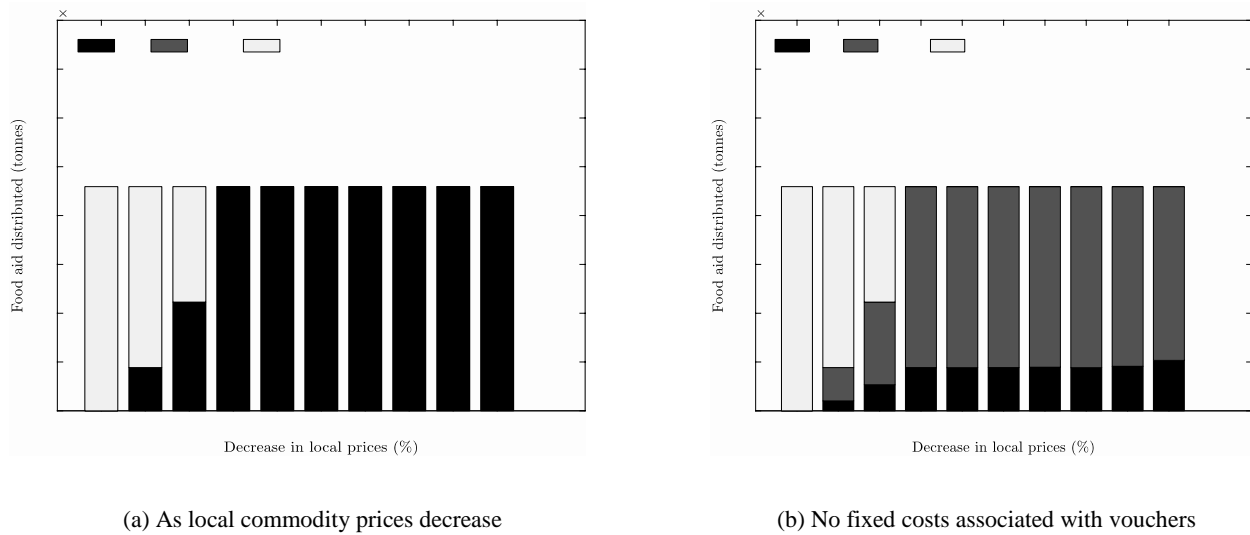 ×
Food aid distributed (tonnes)
Decrease in local prices (%)
(a) As local commodity prices decrease
×
Food aid distributed (tonnes)
Decrease in local prices (%)
(b) No fixed costs associated with vouchers